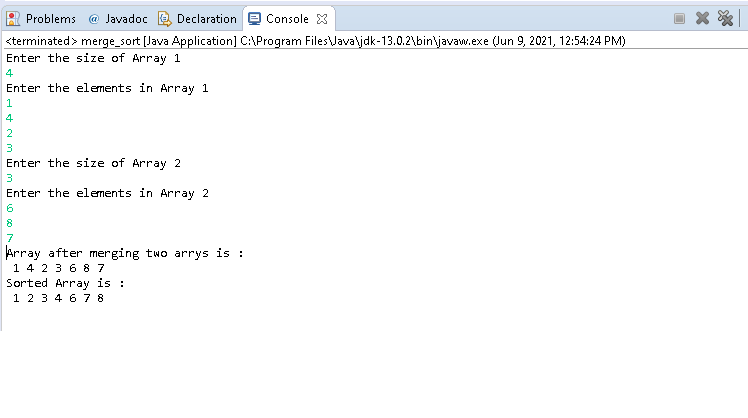 Problems @ Javadoc Declaration Console
<terminated> merge_sort [Java Application] C:\Program Files\Java\jdk-13.0.2\bin\javaw.exe (Jun 9, 2021, 12:54:24 PM)
Enter the size of Array 1
4
Enter the elements in Array 1
1
4
2
3
Enter the size of Array 2
3
Enter the elements in Array 2
6
8
7
Array after merging two arrys is :
1 4 2 3 6 8 7
Sorted Array is :
1 2 3 4 6 7 8